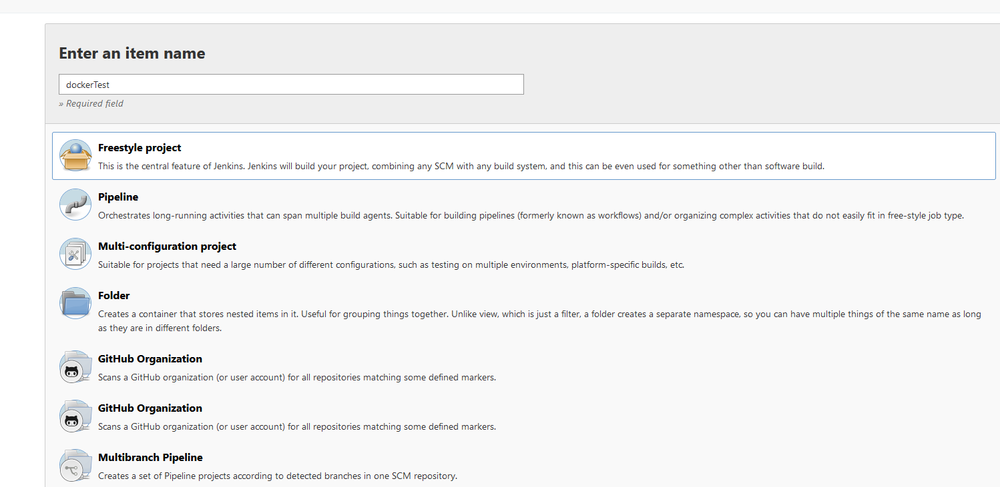 Enter an item name
dockerTest
» Required field
Freestyle project
This is the central feature of Jenkins. Jenkins will build your project, combining any SCM with any build system, and this can be even used for something other than software build.
Pipeline
Orchestrates long-running activities that can span multiple build agents. Suitable for building pipelines (formerly known as workflows) and/or organizing complex activities that do not easily fit in free-style job type.
Multi-configuration project
Suitable for projects that need a large number of different configurations, such as testing on multiple environments, platform-specific builds, etc.
Folder
Creates a container that stores nested items in it. Useful for grouping things together. Unlike view, which is just a filter, a folder creates a separate namespace, so you can have multiple things of the same name as long
as they are in different folders.
GitHub Organization
Scans a GitHub organization (or user account) for all repositories matching some defined markers.
GitHub Organization
Scans a GitHub organization (or user account) for all repositories matching some defined markers.
Multibranch Pipeline
Creates a set of Pipeline projects according to detected branches in one SCM repository.